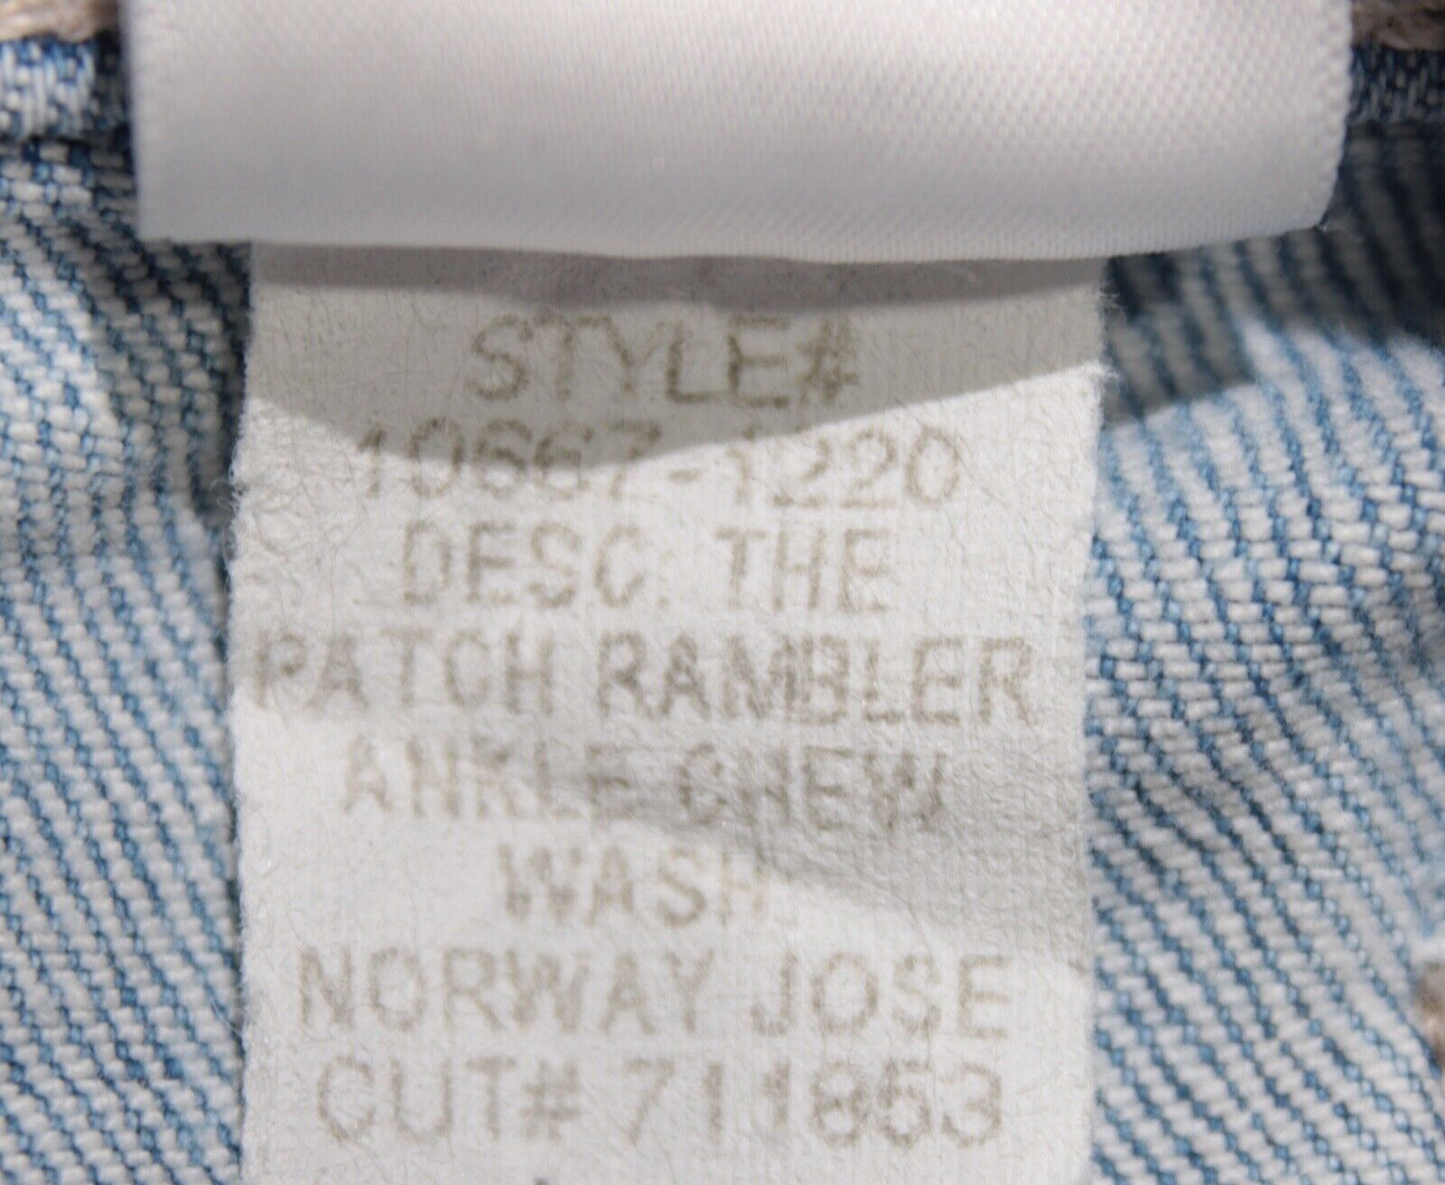 STYLE#
10667-1220
DESC. THE
PATCH RAMBLER
ANKLE CHEW
WASH
NORWAY JOSE
CUT# 711853